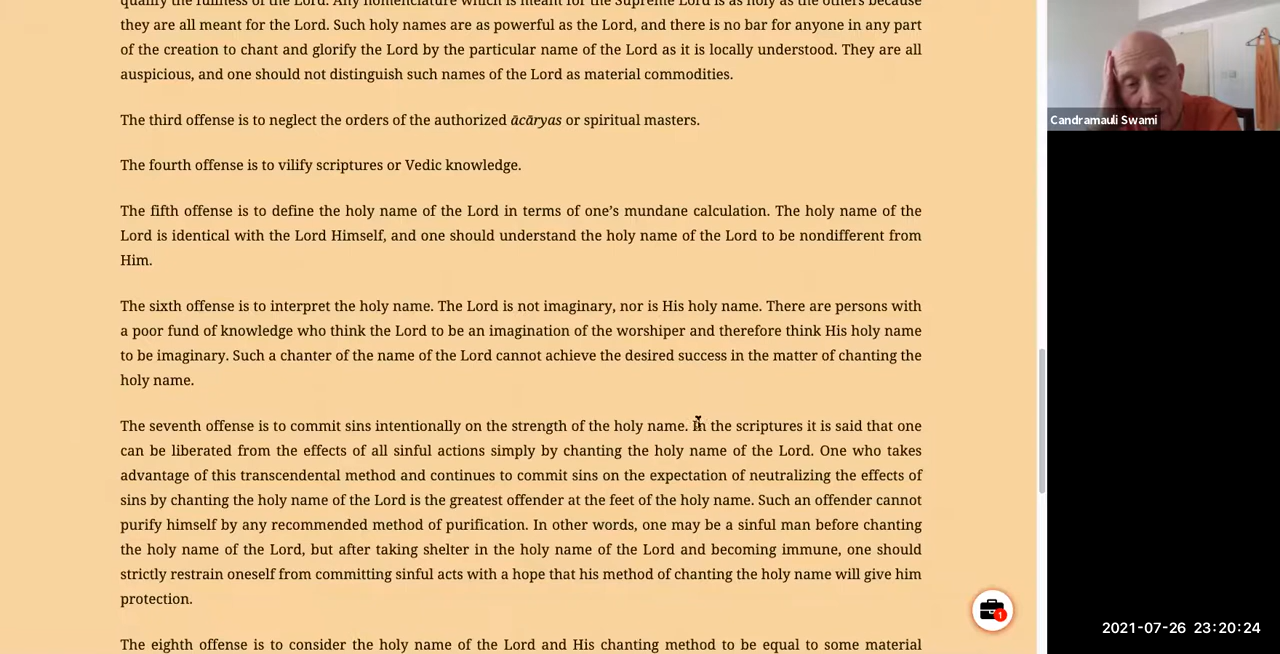 qualify the fullness of the Lord. Any nomenclature which is meant for the Supreme Lord is as holy as the others because
they are all meant for the Lord. Such holy names are as powerful as the Lord, and there is no bar for anyone in any part
of the creation to chant and glorify the Lord by the particular name of the Lord as it is locally understood. They are all
auspicious, and one should not distinguish such names of the Lord as material commodities.
The third offense is to neglect the orders of the authorized ācāryas or spiritual masters.
The fourth offense is to vilify scriptures or Vedic knowledge.
The fifth offense is to define the holy name of the Lord in terms of one’s mundane calculation. The holy name of the
Lord is identical with the Lord Himself, and one should understand the holy name of the Lord to be nondifferent from
Him.
The sixth offense is to interpret the holy name. The Lord is not imaginary, nor is His holy name. There are persons with
a poor fund of knowledge who think the Lord to be an imagination of the worshiper and therefore think His holy name
to be imaginary. Such a chanter of the name of the Lord cannot achieve the desired success in the matter of chanting the
holy name.
The seventh offense is to commit sins intentionally on the strength of the holy name. In the scriptures it is said that one
can be liberated from the effects of all sinful actions simply by chanting the holy name of the Lord. One who takes
advantage of this transcendental method and continues to commit sins on the expectation of neutralizing the effects of
sins by chanting the holy name of the Lord is the greatest offender at the feet of the holy name. Such an offender cannot
purify himself by any recommended method of purification. In other words, one may be a sinful man before chanting
the holy name of the Lord, but after taking shelter in the holy name of the Lord and becoming immune, one should
strictly restrain oneself from committing sinful acts with a hope that his method of chanting the holy name will give him
protection.
The eighth offense is to consider the holy name of the Lord and His chanting method to be equal to some material
Candramauli Swami
1
2021-07-26 23:20:24